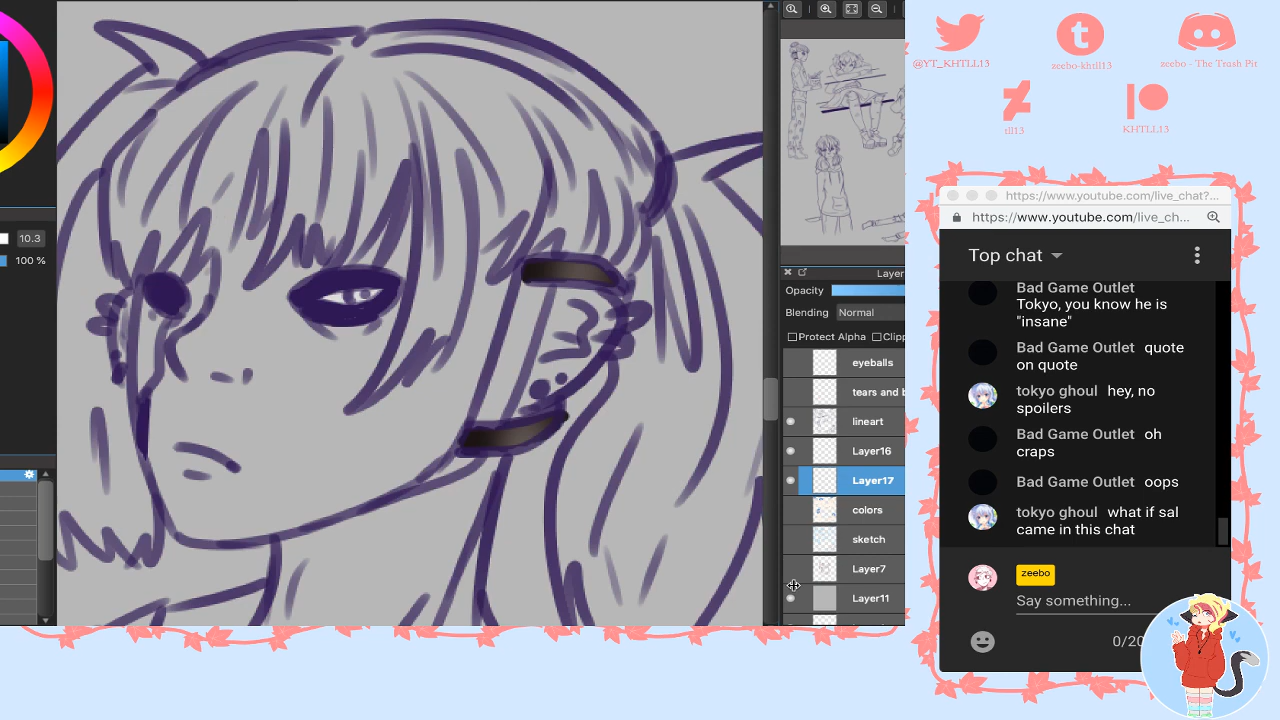 10.3
100 %
Layer
Opacity
Blending Normal
Protect Alpha Clipp
eyeballs
tears and b
lineart
Layer16
Layer17
colors
sketch
Layer7
Layer11
@YT_KHTLL13
zeebo-khtll13
zeebo - The Trash Pit
tll13
KHTLL13
https://www.youtube.com/live_chat?...
https://www.youtube.com/live_ch...
Top chat
Bad Game Outlet
Tokyo, you know he is
"insane"
Bad Game Outlet quote
on quote
tokyo ghoul hey, no
spoilers
Bad Game Outlet oh
craps
Bad Game Outlet oops
tokyo ghoul what if sal
came in this chat
zeebo
Say something...
0/20